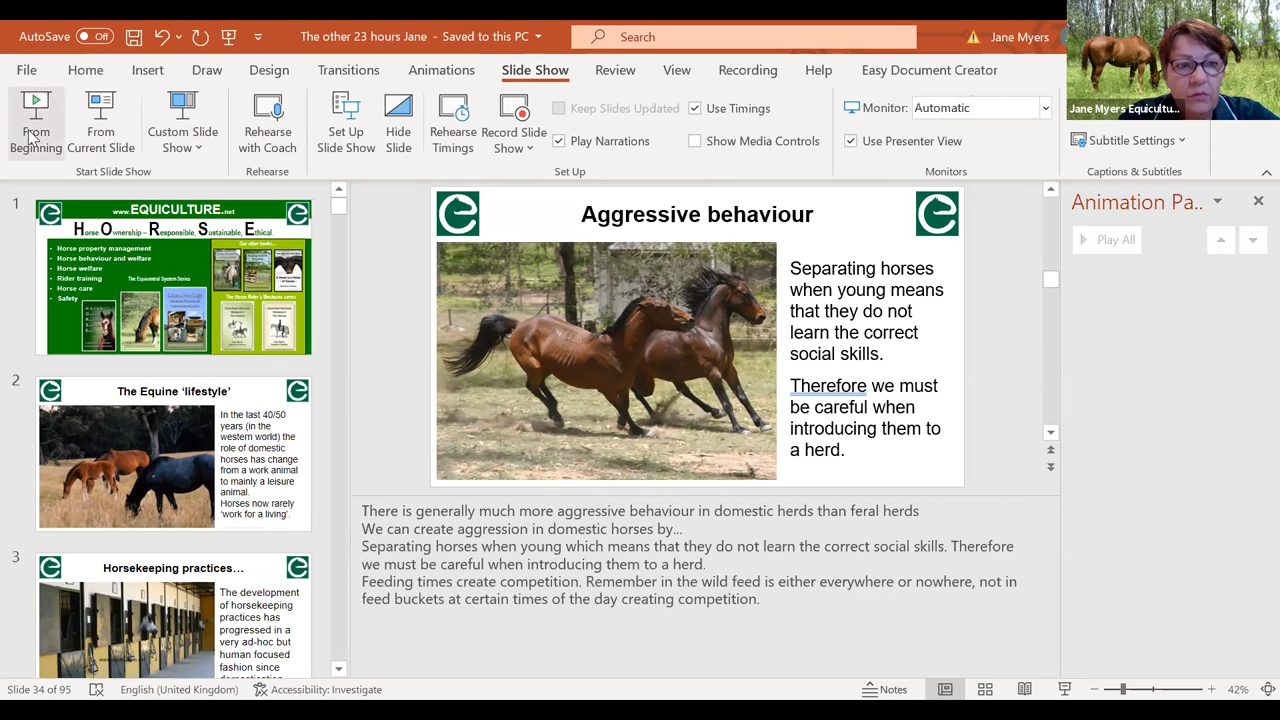 AutoSave Off
The other 23 hours Jane - Saved to this PC
Search
Jane Myers
File Home Insert Draw Design Transitions Animations Slide Show Review View Recording Help Easy Document Creator
From Beginning
From Current Slide
Custom Slide Show
Rehearse with Coach
Set Up Slide Show
Hide Slide
Rehearse Timings
Record Slide Show
Keep Slides Updated
Play Narrations
Use Timings
Show Media Controls
Monitor: Automatic
Use Presenter View
Subtitle Settings
Start Slide Show
Rehearse
Set Up
Monitors
Captions & Subtitles
Jane Myers Equicultu...
1
www.EQUICULTURE.net
Horse Ownership – Responsible, Sustainable, Ethical.
Horse property management
Horse behaviour and welfare
Horse welfare
Rider training
Horse care
Safety
The Equicentral System Series
Our other books...
The Horse Rider's Mechanic series
2
The Equine ‘lifestyle’
In the last 40/50
years (in the
western world) the
role of domestic
horses has change
from a work animal
to mainly a leisure
animal.
Horses now rarely
‘work for a living’.
3
Horsekeeping practices…
The development
of horsekeeping
practices has
progressed in a
very ad-hoc but
human focused
fashion since
Aggressive behaviour
Separating horses
when young means
that they do not
learn the correct
social skills.
Therefore we must
be careful when
introducing them to
a herd.
There is generally much more aggressive behaviour in domestic herds than feral herds
We can create aggression in domestic horses by...
Separating horses when young which means that they do not learn the correct social skills. Therefore
we must be careful when introducing them to a herd.
Feeding times create competition. Remember in the wild feed is either everywhere or nowhere, not in
feed buckets at certain times of the day creating competition.
Animation Pa...
Play All
Slide 34 of 95
English (United Kingdom)
Accessibility: Investigate
Notes
42%